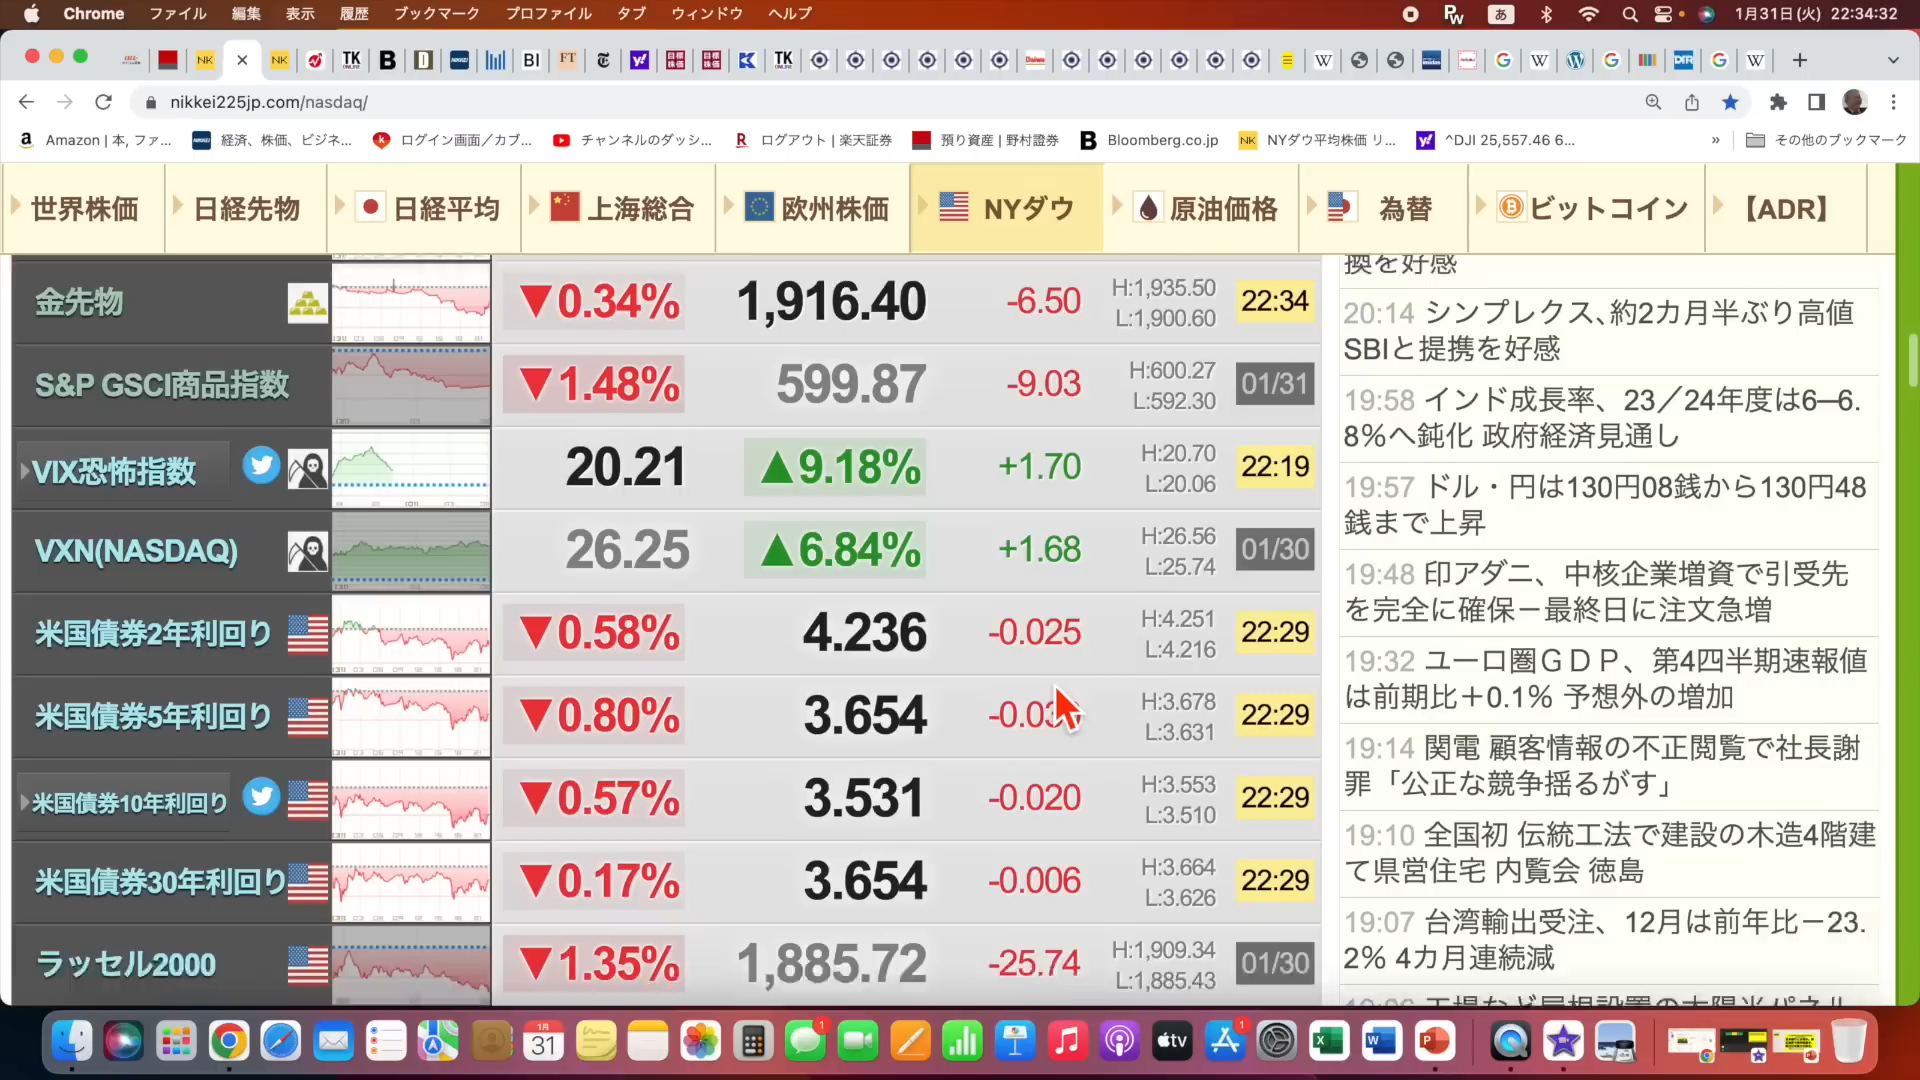 Chrome ファイル 編集 表示 履歴 ブックマーク プロファイル タブ ウィンドウ ヘルプ あ 1月31日(火) 22:34:32
nikkei225jp.com/nasdaq/
Amazon | 本, ファ... 経済、株価、ビジネ... ログイン画面／カブ... チャンネルのダッシ... ログアウト | 楽天証券 預り資産 | 野村證券 Bloomberg.co.jp NYダウ平均株価 リ... ^DJI 25,557.46 6... » その他のブックマーク
世界株価 日経先物 日経平均 上海総合 欧州株価 NYダウ 原油価格 為替 ビットコイン 【ADR】
金先物 ▼0.34% 1,916.40 -6.50 H:1,935.50 L:1,900.60 22:34
S&P GSCI商品指数 ▼1.48% 599.87 -9.03 H:600.27 L:592.30 01/31
VIX恐怖指数 20.21 ▲9.18% +1.70 H:20.70 L:20.06 22:19
VXN(NASDAQ) 26.25 ▲6.84% +1.68 H:26.56 L:25.74 01/30
米国債券2年利回り ▼0.58% 4.236 -0.025 H:4.251 L:4.216 22:29
米国債券5年利回り ▼0.80% 3.654 H:3.678 L:3.631 22:29
米国債券10年利回り ▼0.57% 3.531 -0.020 H:3.553 L:3.510 22:29
米国債券30年利回り ▼0.17% 3.654 -0.006 H:3.664 L:3.626 22:29
ラッセル2000 ▼1.35% 1,885.72 -25.74 H:1,909.34 L:1,885.43 01/30
換を好感
20:14 シンプレクス、約2カ月半ぶり高値
SBIと提携を好感
19:58 インド成長率、23／24年度は6―6.
8％へ鈍化 政府経済見通し
19:57 ドル・円は130円08銭から130円48
銭まで上昇
19:48 印アダニ、中核企業増資で引受先
を完全に確保－最終日に注文急増
19:32 ユーロ圏ＧＤＰ、第4四半期速報値
は前期比＋0.1％ 予想外の増加
19:14 関電 顧客情報の不正閲覧で社長謝
罪「公正な競争揺るがす」
19:10 全国初 伝統工法で建設の木造4階建
て県営住宅 内覧会 徳島
19:07 台湾輸出受注、12月は前年比－23.
2％ 4カ月連続減